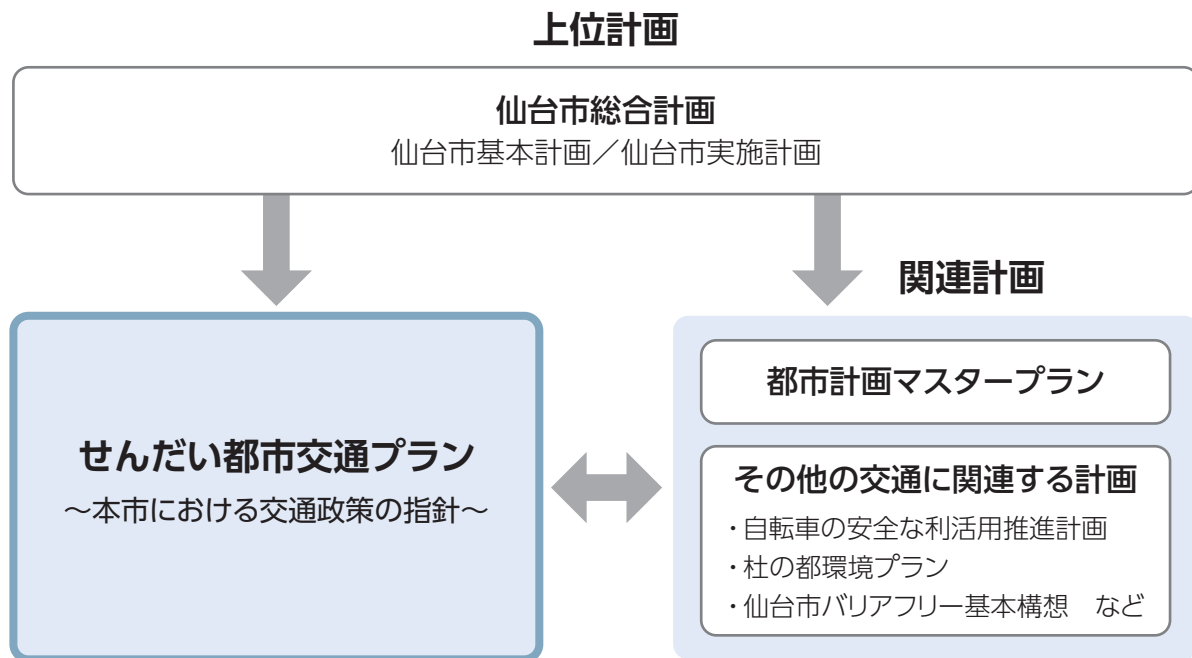 上位計画
仙台市総合計画
仙台市基本計画／仙台市実施計画
関連計画
せんだい都市交通プラン
～本市における交通政策の指針～
都市計画マスタープラン
その他の交通に関連する計画
・自転車の安全な利活用推進計画
・杜の都環境プラン
・仙台市バリアフリー基本構想　など